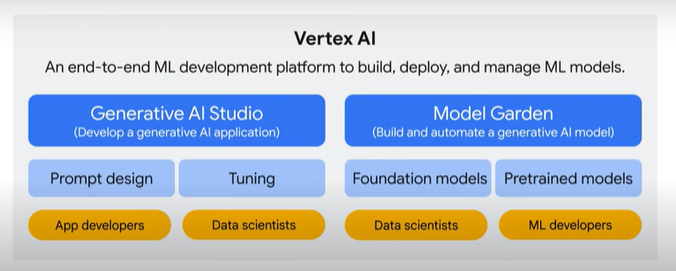 Vertex AI
An end-to-end ML development platform to build, deploy, and manage ML models.
Generative AI Studio
(Develop a generative AI application)
Model Garden
(Build and automate a generative AI model)
Prompt design
Tuning
Foundation models
Pretrained models
App developers
Data scientists
Data scientists
ML developers